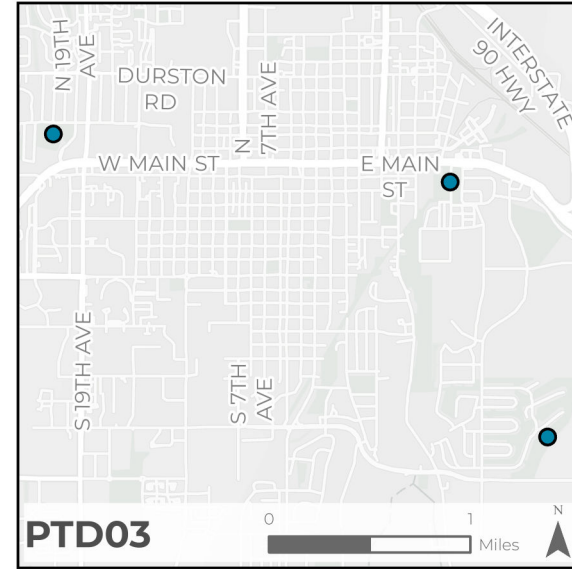 N 19TH
AVE
DURSTON
RD
N
7TH AVE
INTERSTATE
90 HWY
W MAIN ST
E MAIN
ST
S 19TH AVE
S 7TH
AVE
PTD03
0
1
Miles
N